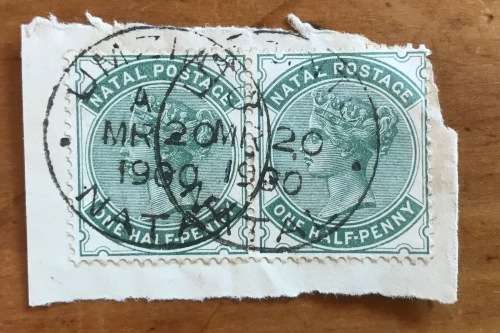 NATAL POSTAGE
NATAL POSTAGE
A
MR 20
MR 20
1900
1900
NATAL
ONE HALF-PENNY
ONE HALF-PENNY